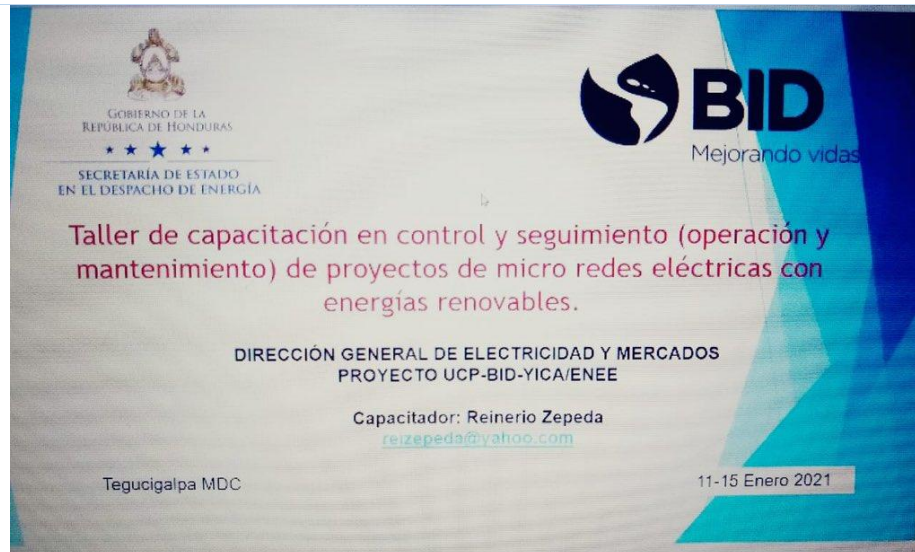 GOBIERNO DE LA
REPÚBLICA DE HONDURAS
SECRETARÍA DE ESTADO
EN EL DESPACHO DE ENERGÍA
BID
Mejorando vidas
Taller de capacitación en control y seguimiento (operación y
mantenimiento) de proyectos de micro redes eléctricas con
energías renovables.
DIRECCIÓN GENERAL DE ELECTRICIDAD Y MERCADOS
PROYECTO UCP-BID-YICA/ENEE
Capacitador: Reinerio Zepeda
reizepeda@yahoo.com
Tegucigalpa MDC
11-15 Enero 2021